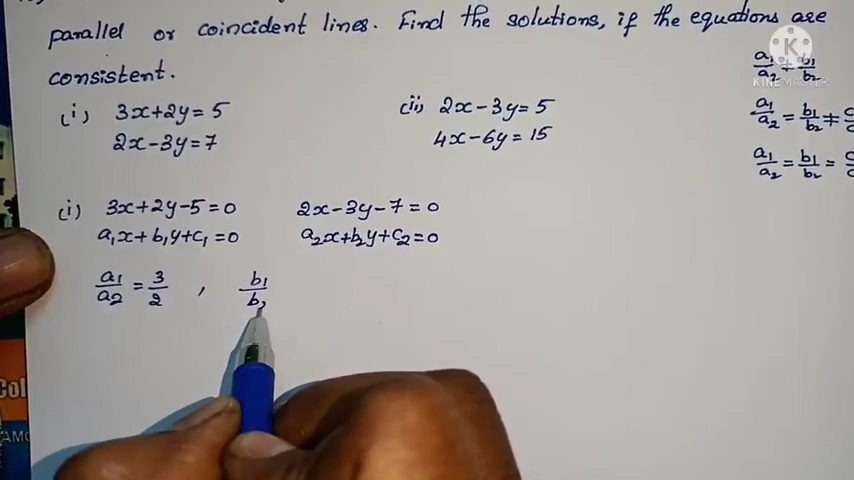 parallel or coincident lines. Find the solutions, if the equations are
consistent.
(i) 3x+2y=5
2x-3y=7
(ii) 2x-3y=5
4x-6y=15
a₁/a₂ ≠ b₁/b₂
a₁/a₂ = b₁/b₂ ≠ c
a₁/a₂ = b₁/b₂ = c
(i) 3x+2y-5=0 2x-3y-7=0
a₁x+b₁y+c₁=0 a₂x+b₂y+c₂=0
a₁/a₂ = 3/2 , b₁/b₂
KINEMASTER